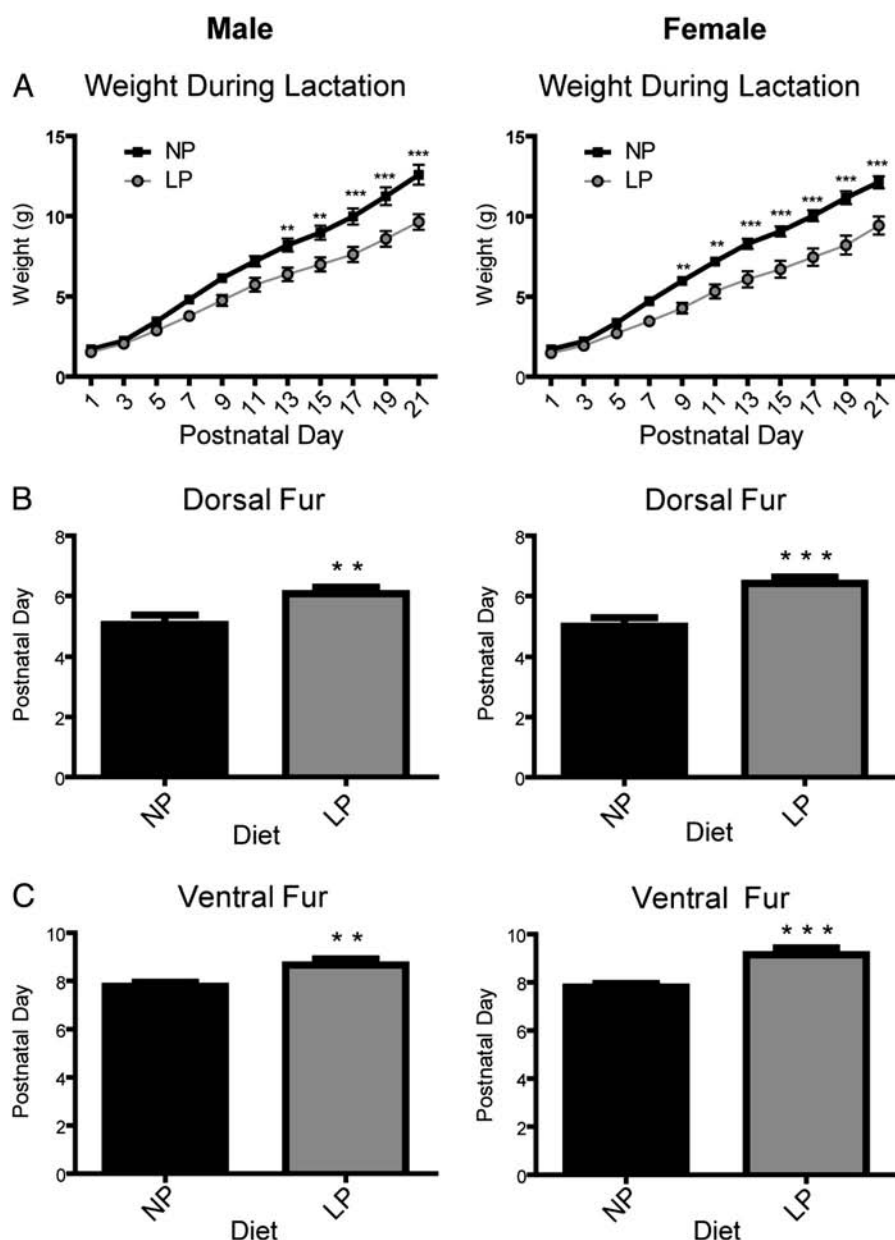 Male
Female
A
Weight During Lactation
Weight During Lactation
15
10
5
0
Weight (g)
NP
LP
** ** *** *** ***
1 3 5 7 9 11 13 15 17 19 21
Postnatal Day
15
10
5
0
Weight (g)
NP
LP
** ** *** *** *** *** ***
1 3 5 7 9 11 13 15 17 19 21
Postnatal Day
B
Dorsal Fur
8
6
4
2
0
Postnatal Day
* *
NP LP
Diet
Dorsal Fur
8
6
4
2
0
Postnatal Day
* * *
NP LP
Diet
C
Ventral Fur
10
8
6
4
2
0
Postnatal Day
* *
NP LP
Diet
Ventral Fur
10
8
6
4
2
0
Postnatal Day
* * *
NP LP
Diet